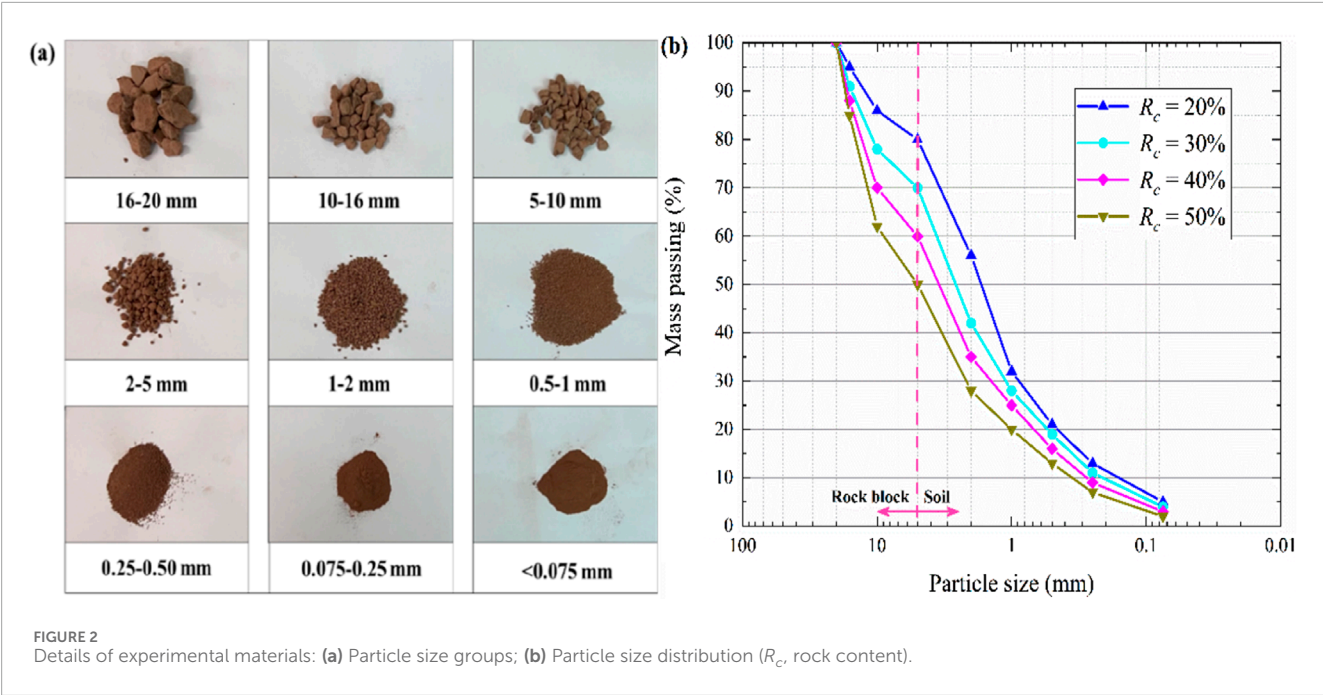 (a)
16-20 mm
10-16 mm
5-10 mm
2-5 mm
1-2 mm
0.5-1 mm
0.25-0.50 mm
0.075-0.25 mm
<0.075 mm
(b)
Mass passing (%)
100
90
80
70
60
50
40
30
20
10
0
R_c = 20%
R_c = 30%
R_c = 40%
R_c = 50%
Rock block
Soil
100
10
1
0.1
0.01
Particle size (mm)
FIGURE 2
Details of experimental materials: (a) Particle size groups; (b) Particle size distribution (R_c, rock content).